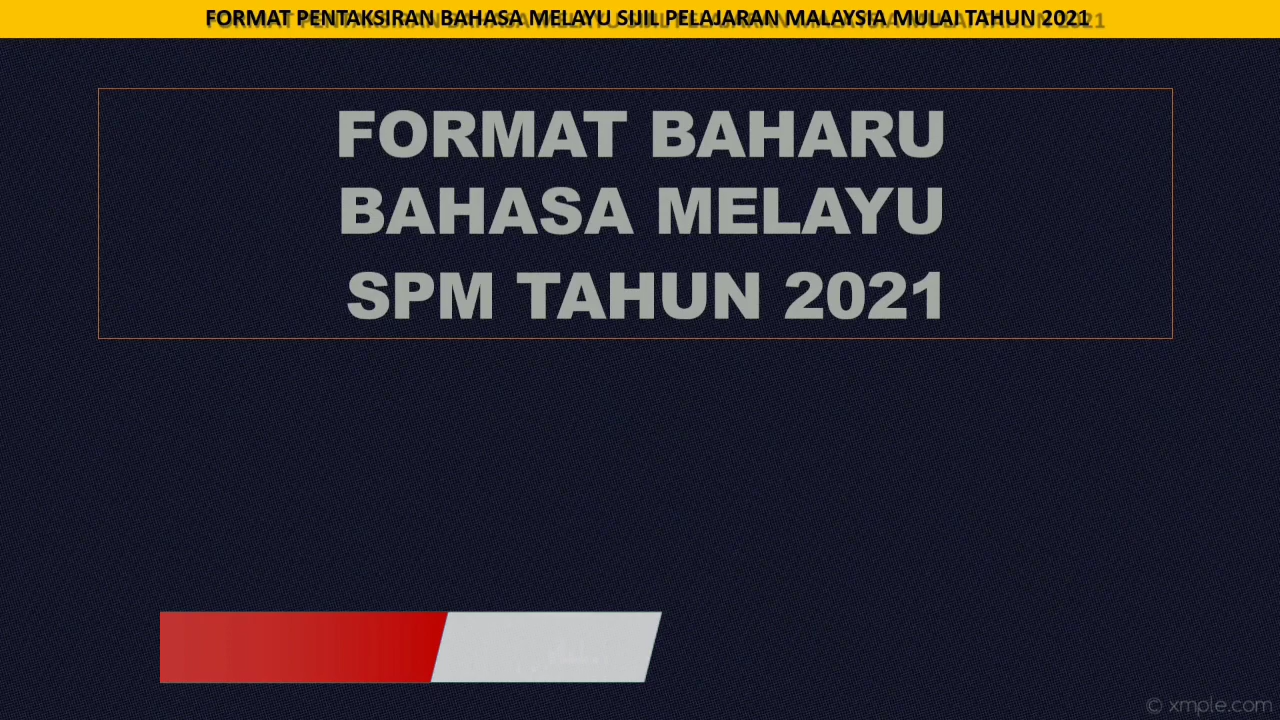 FORMAT PENTAKSIRAN BAHASA MELAYU SIJIL PELAJARAN MALAYSIA MULAI TAHUN 2021
FORMAT BAHARU
BAHASA MELAYU
SPM TAHUN 2021
© xmple.com